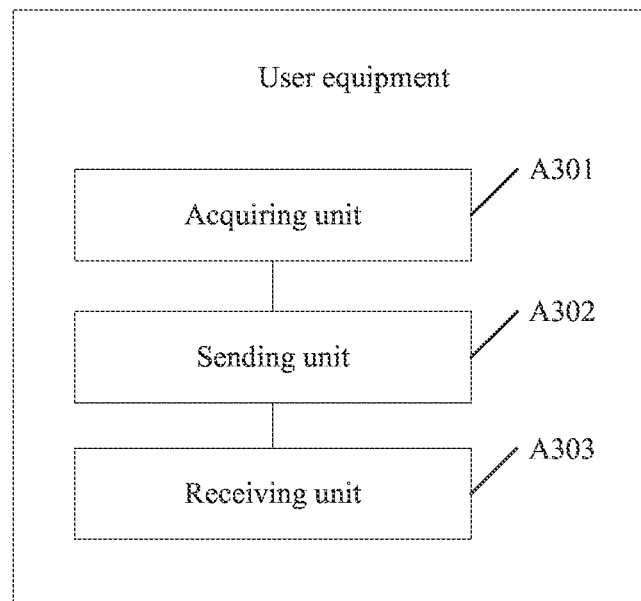 User equipment
A301
Acquiring unit
A302
Sending unit
A303
Receiving unit